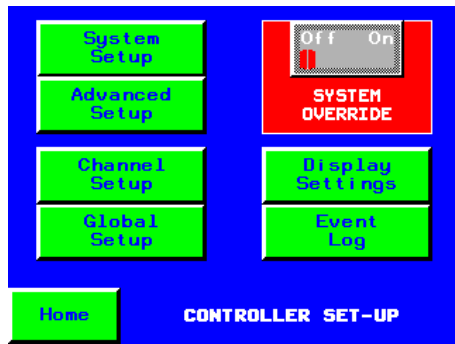 System
Setup
Advanced
Setup
Channel
Setup
Global
Setup
Off On
SYSTEM
OVERRIDE
Display
Settings
Event
Log
Home
CONTROLLER SET-UP